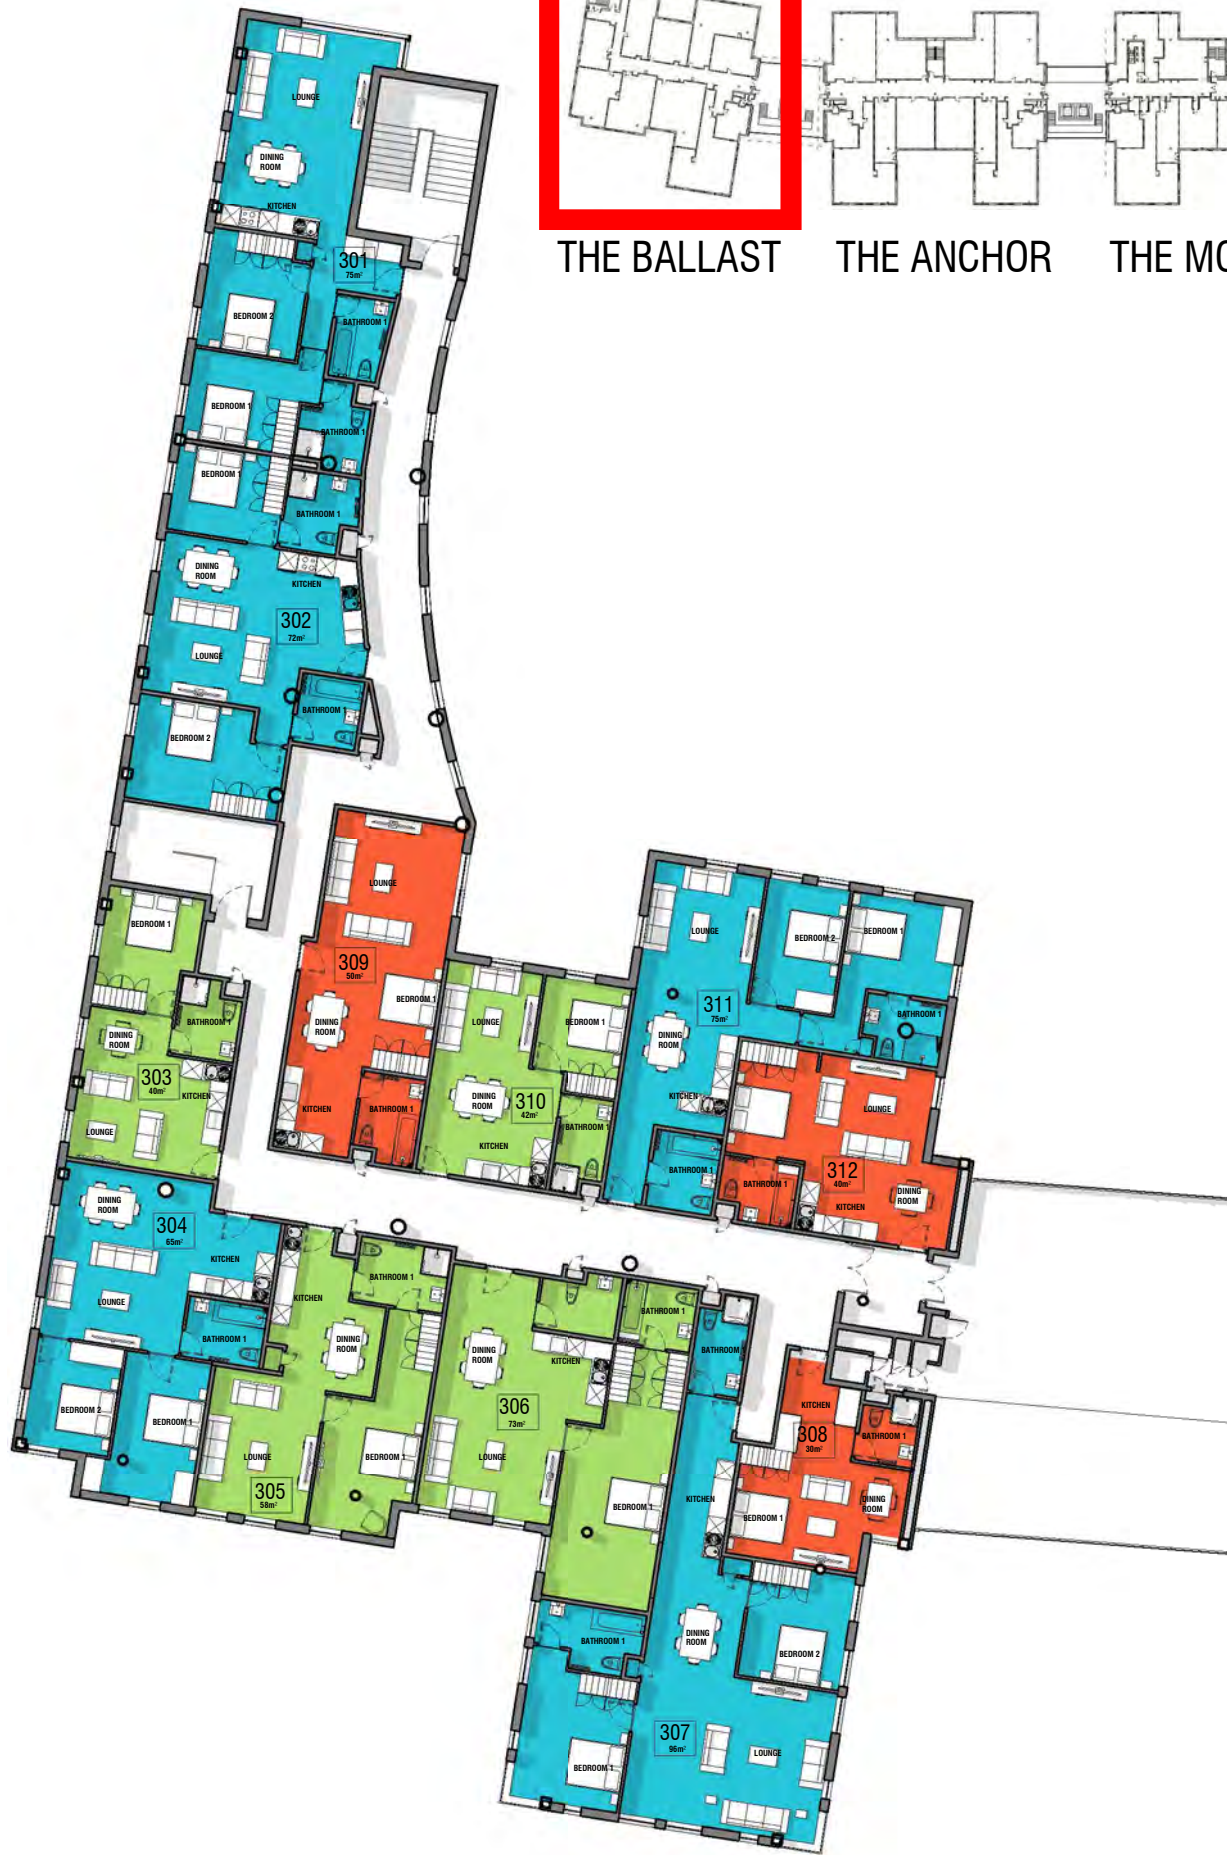 THE BALLAST
THE ANCHOR
THE MO
LOUNGE
DINING
ROOM
KITCHEN
301
75m²
BEDROOM 2
BATHROOM 1
BEDROOM 1
BATHROOM 1
BEDROOM 1
BATHROOM 1
DINING
ROOM
KITCHEN
302
72m²
LOUNGE
BATHROOM 1
BEDROOM 2
LOUNGE
309
50m²
BEDROOM 1
DINING
ROOM
KITCHEN
BATHROOM 1
BEDROOM 1
BATHROOM 1
DINING
ROOM
303
40m²
KITCHEN
LOUNGE
LOUNGE
BEDROOM 1
DINING
ROOM
310
42m²
KITCHEN
BATHROOM 1
LOUNGE
BEDROOM 2
BEDROOM 1
311
75m²
DINING
ROOM
BATHROOM 1
KITCHEN
BATHROOM 1
LOUNGE
312
40m²
BATHROOM 1
KITCHEN
DINING
ROOM
DINING
ROOM
304
65m²
KITCHEN
LOUNGE
BATHROOM 1
BEDROOM 2
BEDROOM 1
BATHROOM 1
KITCHEN
DINING
ROOM
LOUNGE
BEDROOM 1
305
58m²
BATHROOM 1
DINING
ROOM
KITCHEN
306
73m²
LOUNGE
BEDROOM 1
BATHROOM
KITCHEN
308
30m²
BATHROOM 1
DINING
ROOM
BEDROOM 1
KITCHEN
DINING
ROOM
BATHROOM 1
BEDROOM 2
307
96m²
LOUNGE
BEDROOM 1